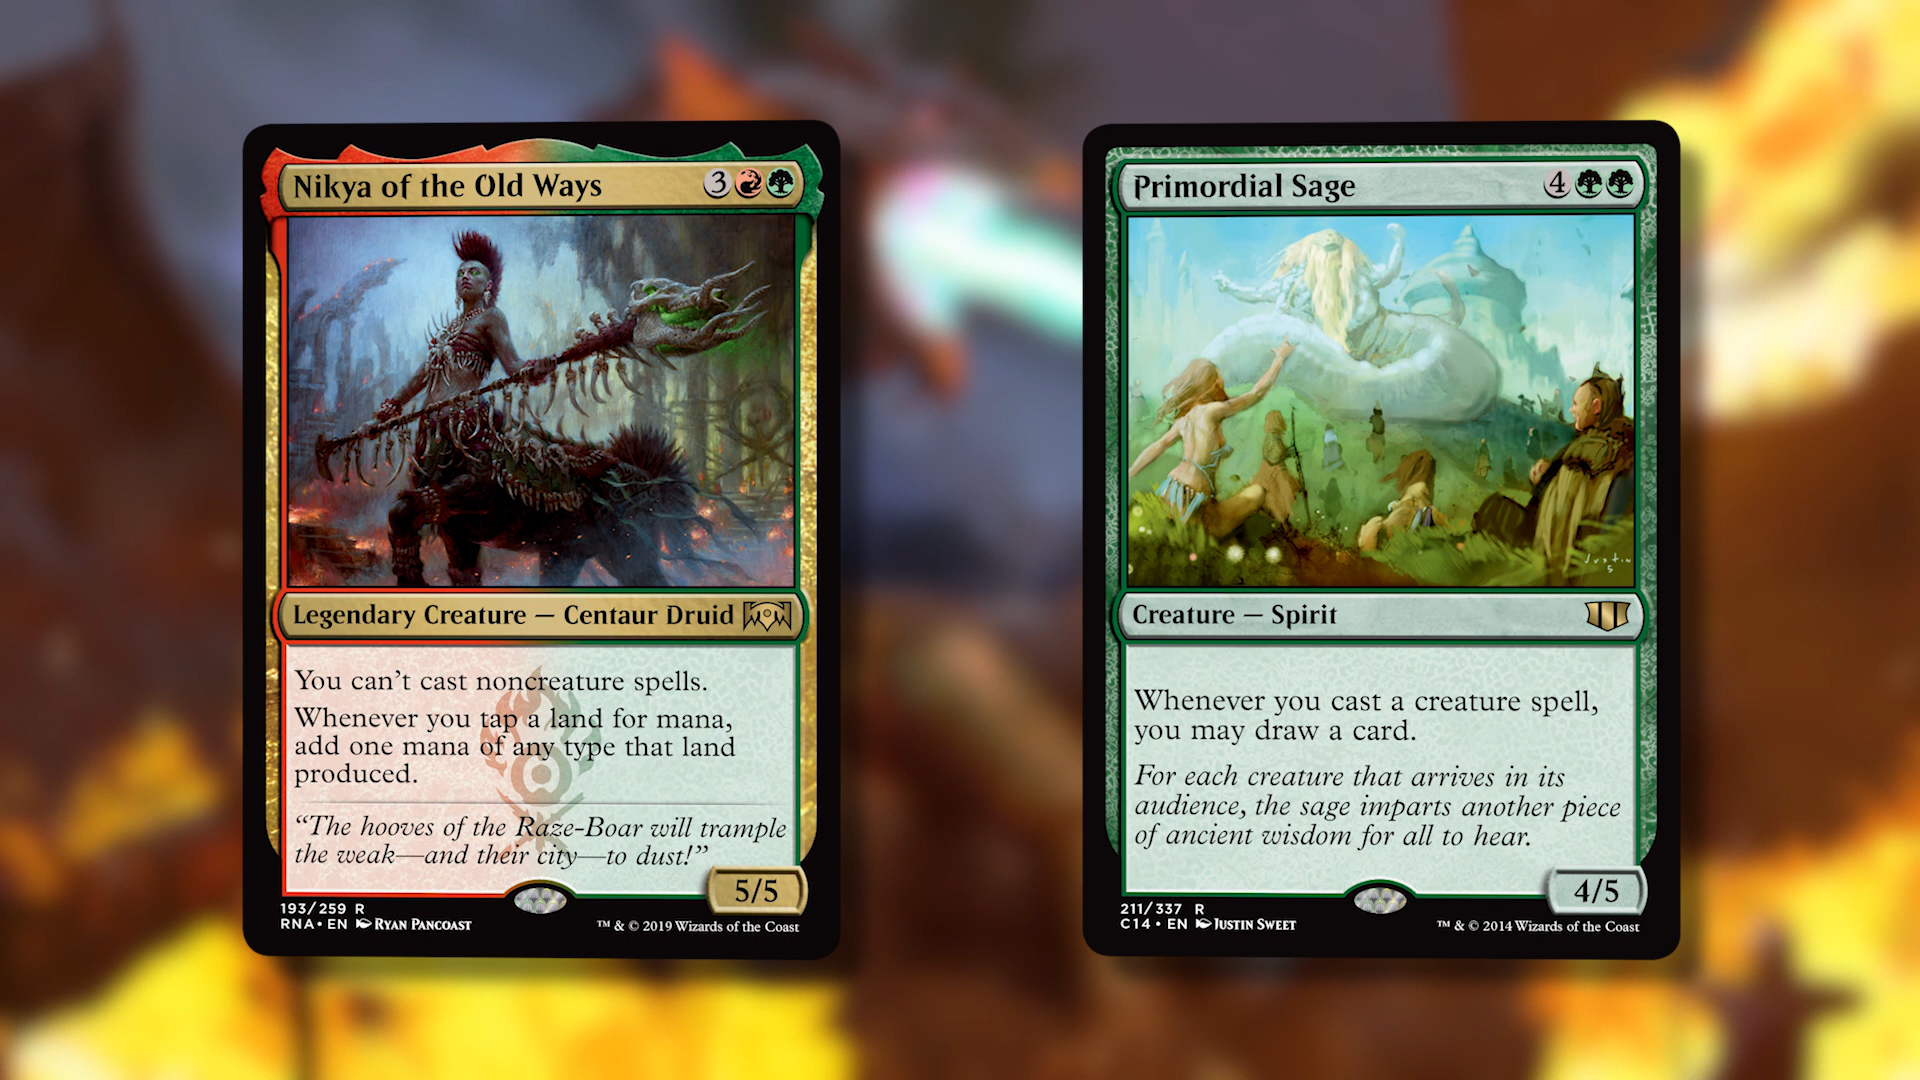 Nikya of the Old Ways 3
Legendary Creature — Centaur Druid
You can't cast noncreature spells.
Whenever you tap a land for mana,
add one mana of any type that land
produced.
“The hooves of the Raze-Boar will trample
the weak—and their city—to dust!”
5/5
193/259 R
RNA • EN Ryan Pancoast
™ & © 2019 Wizards of the Coast
Primordial Sage 4
Justin
5
Creature — Spirit
Whenever you cast a creature spell,
you may draw a card.
For each creature that arrives in its
audience, the sage imparts another piece
of ancient wisdom for all to hear.
4/5
211/337 R
C14 • EN Justin Sweet
™ & © 2014 Wizards of the Coast